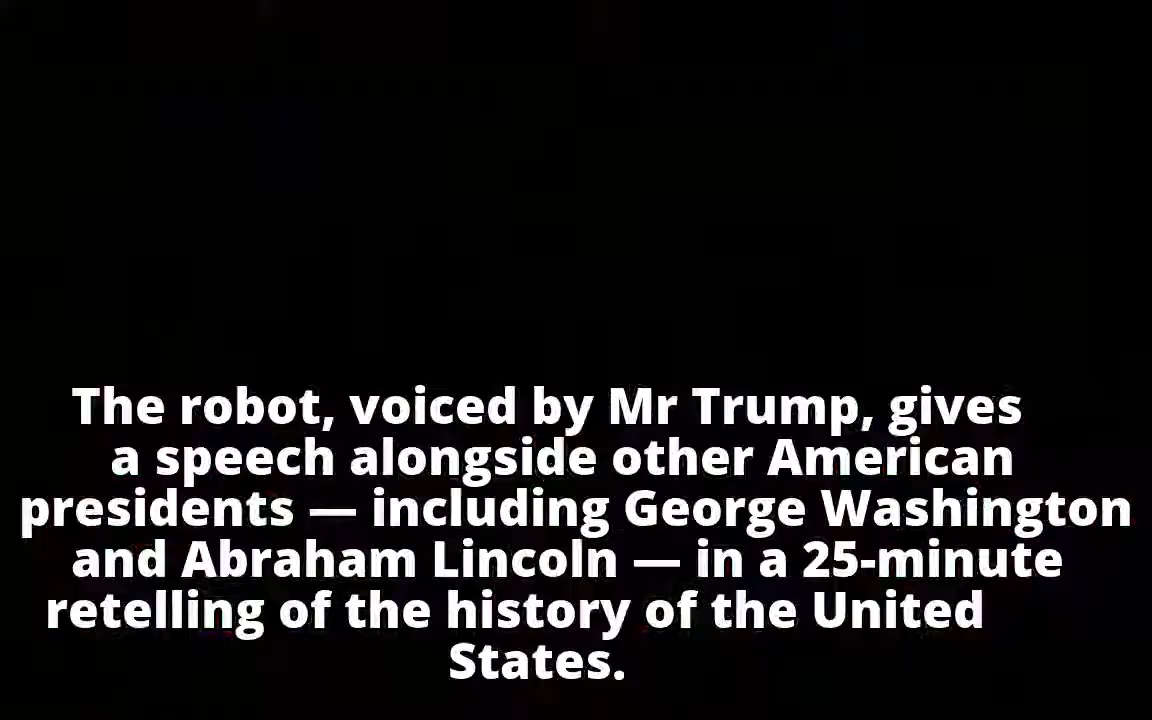 The robot, voiced by Mr Trump, gives
a speech alongside other American
presidents — including George Washington
and Abraham Lincoln — in a 25-minute
retelling of the history of the United
States.